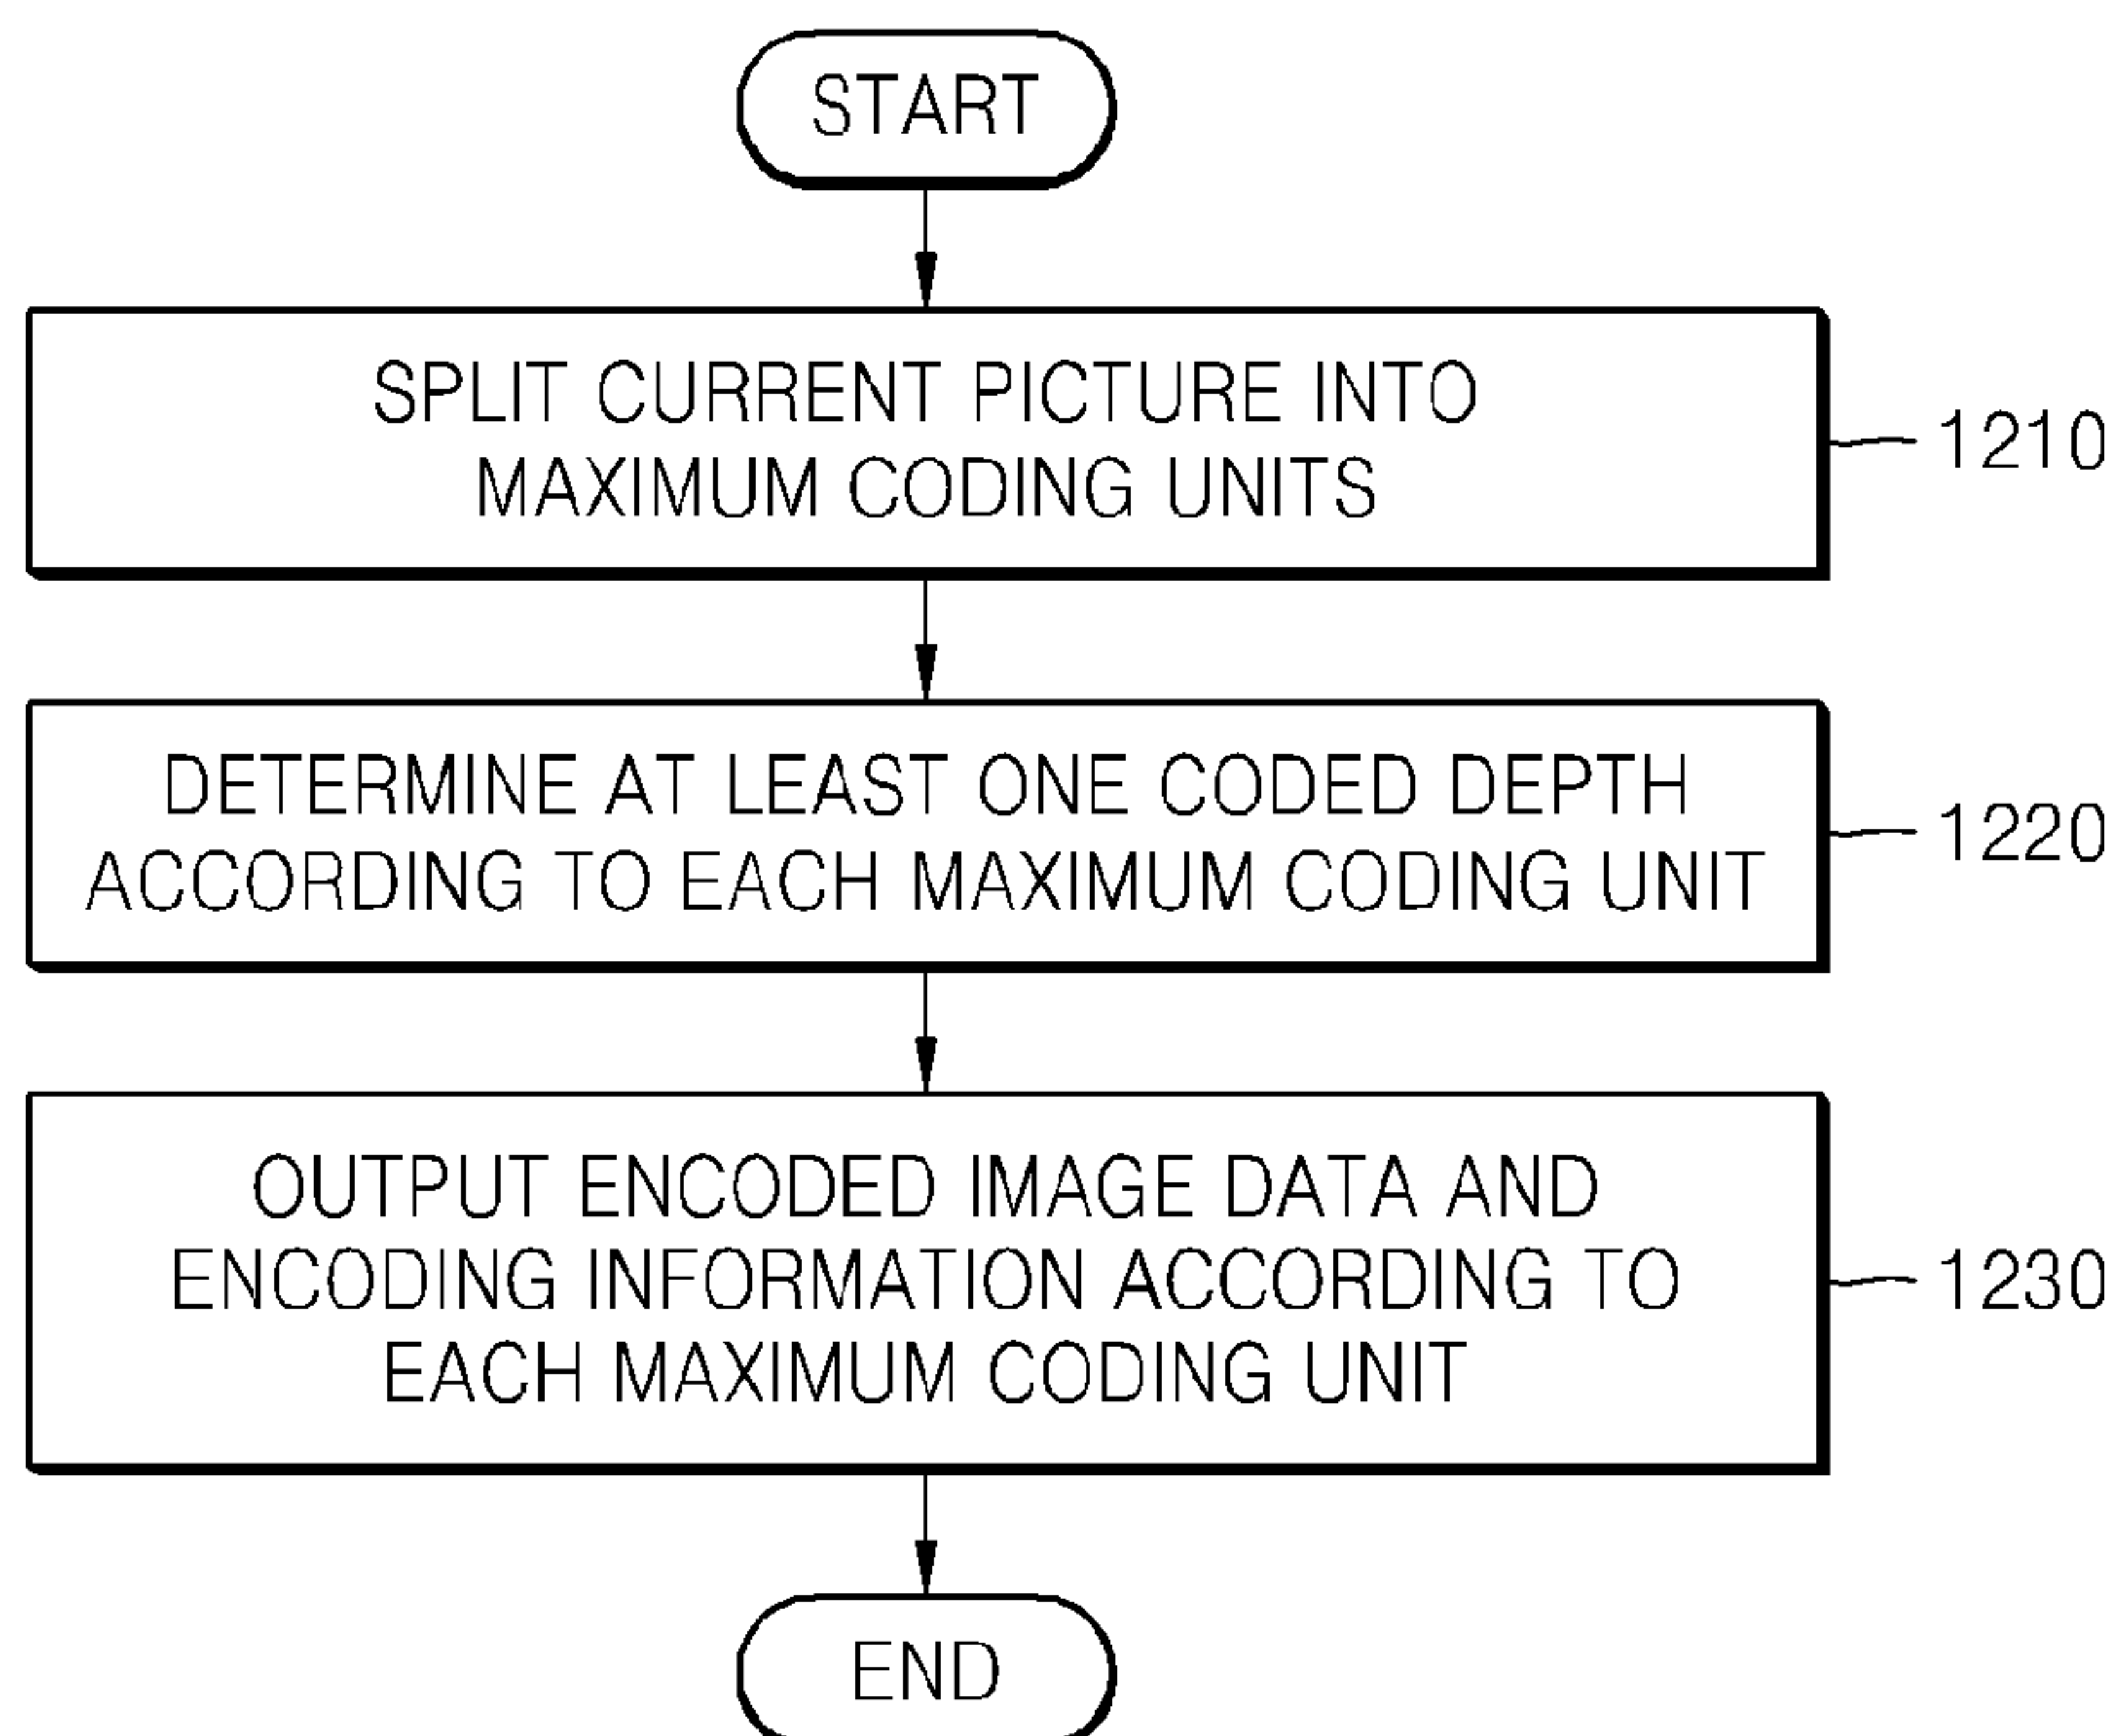 START
SPLIT CURRENT PICTURE INTO
MAXIMUM CODING UNITS
1210
DETERMINE AT LEAST ONE CODED DEPTH
ACCORDING TO EACH MAXIMUM CODING UNIT
1220
OUTPUT ENCODED IMAGE DATA AND
ENCODING INFORMATION ACCORDING TO
EACH MAXIMUM CODING UNIT
1230
END